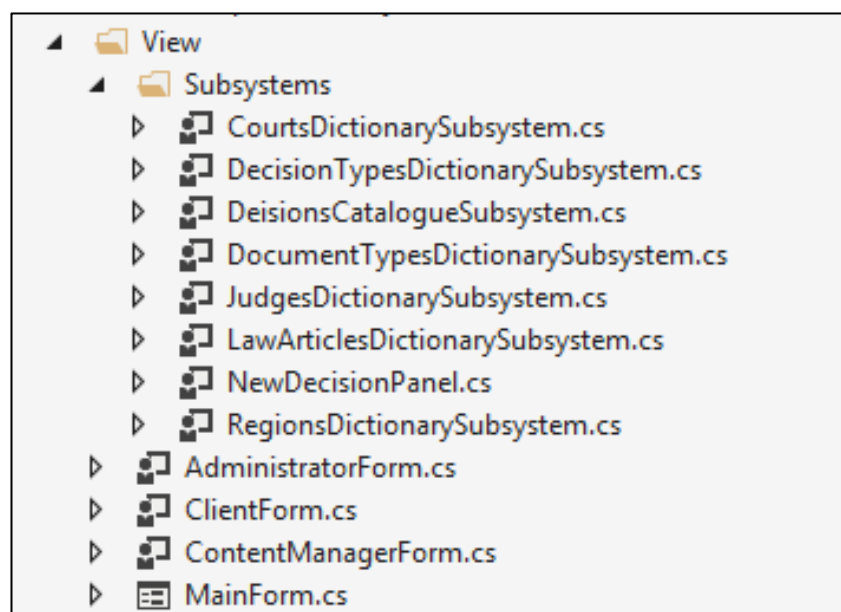 View
Subsystems
CourtsDictionarySubsystem.cs
DecisionTypesDictionarySubsystem.cs
DeisionsCatalogueSubsystem.cs
DocumentTypesDictionarySubsystem.cs
JudgesDictionarySubsystem.cs
LawArticlesDictionarySubsystem.cs
NewDecisionPanel.cs
RegionsDictionarySubsystem.cs
AdministratorForm.cs
ClientForm.cs
ContentManagerForm.cs
MainForm.cs